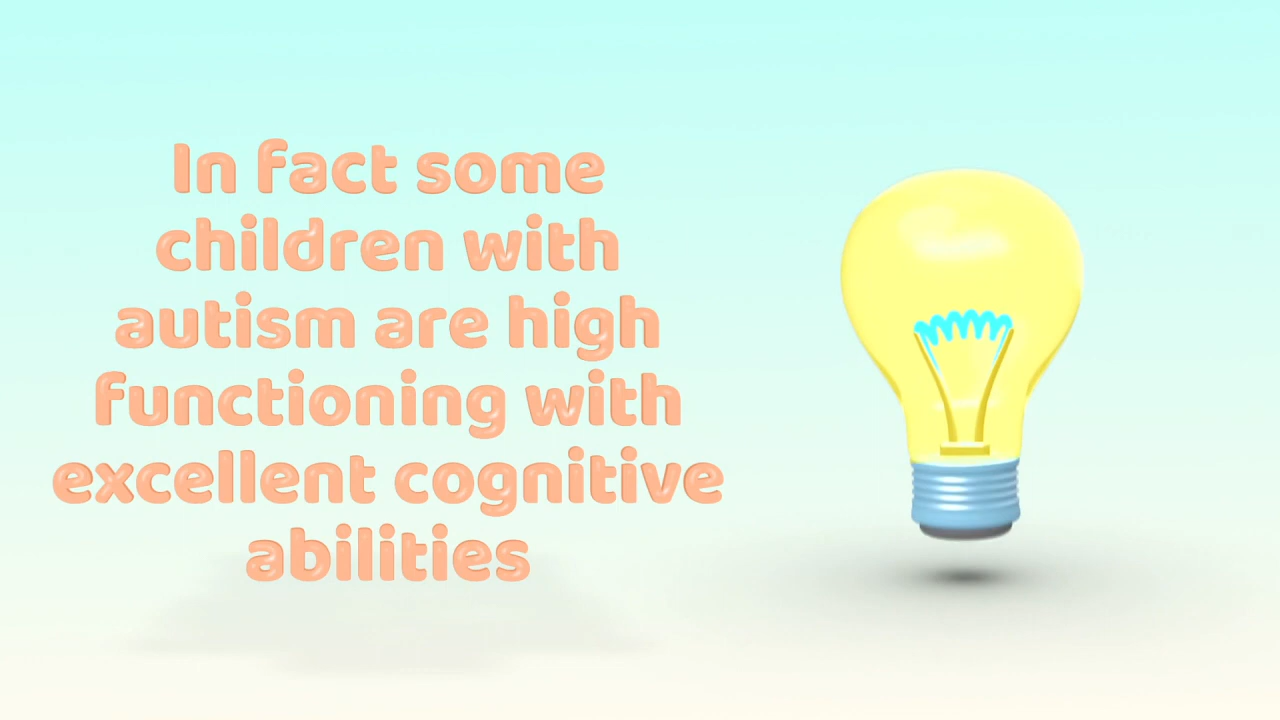 In fact some
children with
autism are high
functioning with
excellent cognitive
abilities